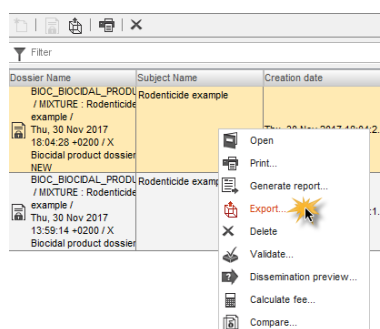 Filter
Dossier Name Subject Name Creation date
BIOC_BIOCIDAL_PRODU Rodenticide example
/ MIXTURE : Rodenticide
example /
Thu, 30 Nov 2017
18:04:28 +0200 / X
Biocidal product dossier
NEW
BIOC_BIOCIDAL_PRODU Rodenticide examp
/ MIXTURE : Rodenticide
example /
Thu, 30 Nov 2017
13:59:14 +0200 / X
Biocidal product dossier
Open
Print...
Generate report...
Export...
Delete
Validate...
Dissemination preview...
Calculate fee...
Compare...